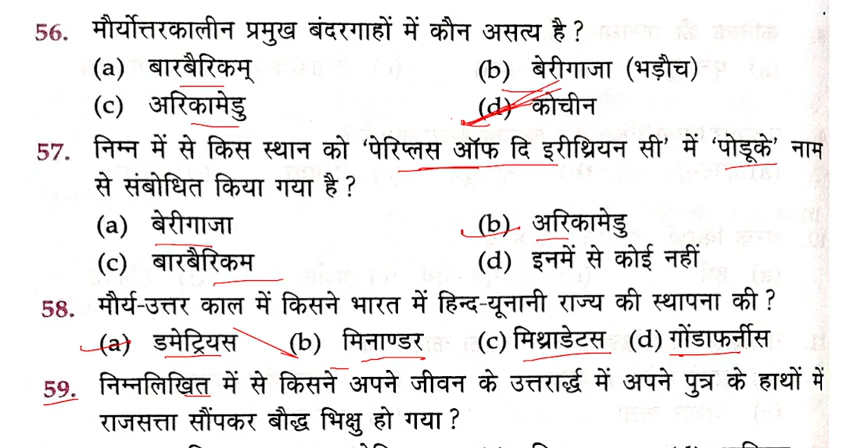 56. मौर्योत्तरकालीन प्रमुख बंदरगाहों में कौन असत्य है ?
(a) बारबैरिकम् (b) बेरीगाजा (भड़ौच)
(c) अरिकामेडु (d) कोचीन
57. निम्न में से किस स्थान को 'पेरिप्लस ऑफ दि इरीथ्रियन सी' में 'पोडूके' नाम
से संबोधित किया गया है ?
(a) बेरीगाजा (b) अरिकामेडु
(c) बारबैरिकम (d) इनमें से कोई नहीं
58. मौर्य-उत्तर काल में किसने भारत में हिन्द-यूनानी राज्य की स्थापना की ?
(a) डमेट्रियस (b) मिनाण्डर (c) मिथ्राडेटस (d) गोंडाफर्नीस
59. निम्नलिखित में से किसने अपने जीवन के उत्तरार्द्ध में अपने पुत्र के हाथों में
राजसत्ता सौंपकर बौद्ध भिक्षु हो गया ?